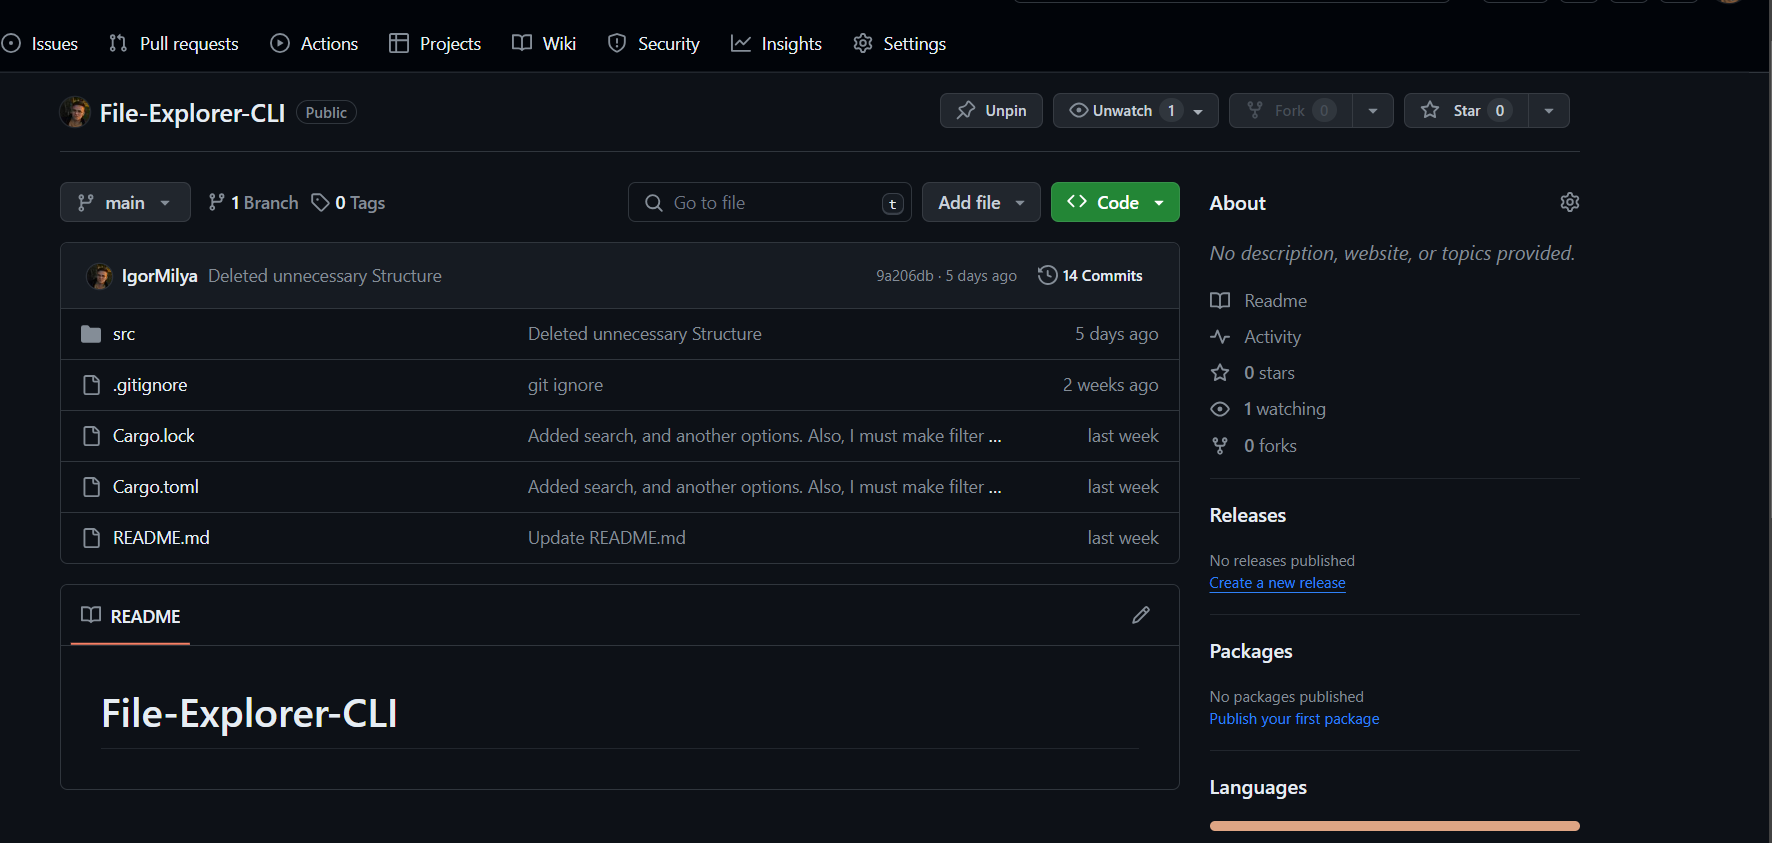 Issues Pull requests Actions Projects Wiki Security Insights Settings
File-Explorer-CLI Public Unpin Unwatch 1 Fork 0 Star 0
main 1 Branch 0 Tags Go to file t Add file Code
IgorMilya Deleted unnecessary Structure 9a206db · 5 days ago 14 Commits
src Deleted unnecessary Structure 5 days ago
.gitignore git ignore 2 weeks ago
Cargo.lock Added search, and another options. Also, I must make filter ... last week
Cargo.toml Added search, and another options. Also, I must make filter ... last week
README.md Update README.md last week
README
File-Explorer-CLI
About
No description, website, or topics provided.
Readme
Activity
0 stars
1 watching
0 forks
Releases
No releases published
Create a new release
Packages
No packages published
Publish your first package
Languages